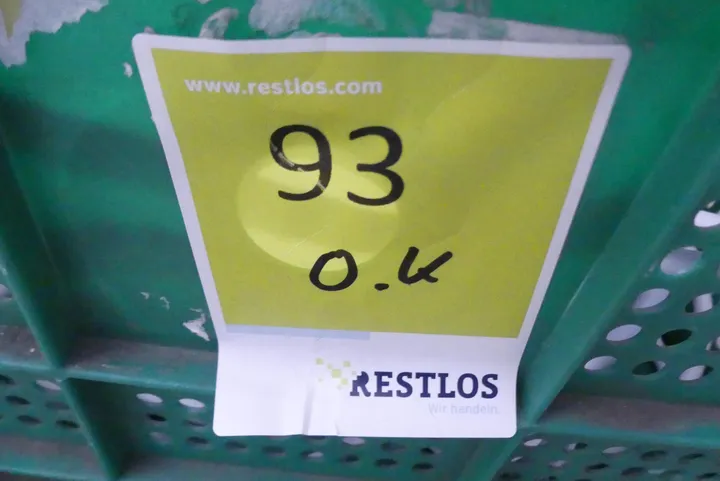 www.restlos.com
93
O.K
RESTLOS
Wir handeln.